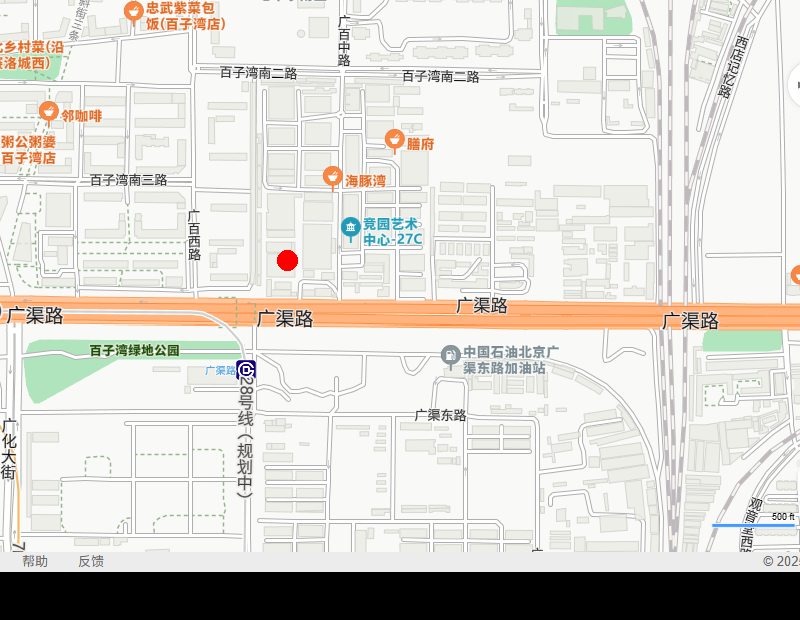 忠武紫菜包
饭(百子湾店)
广百中路
乡村菜(沿
洛城西)
百子湾南二路
百子湾南二路
西店记忆路
邻咖啡
粥公粥婆
百子湾店
膳府
海豚湾
百子湾南三路
广百西路
竞园艺术
中心-27C
广渠路
广渠路
广渠路
广渠路
百子湾绿地公园
广渠路
中国石油北京广
渠东路加油站
28号线(规划中)
广渠东路
广化大街
500 ft
帮助
反馈